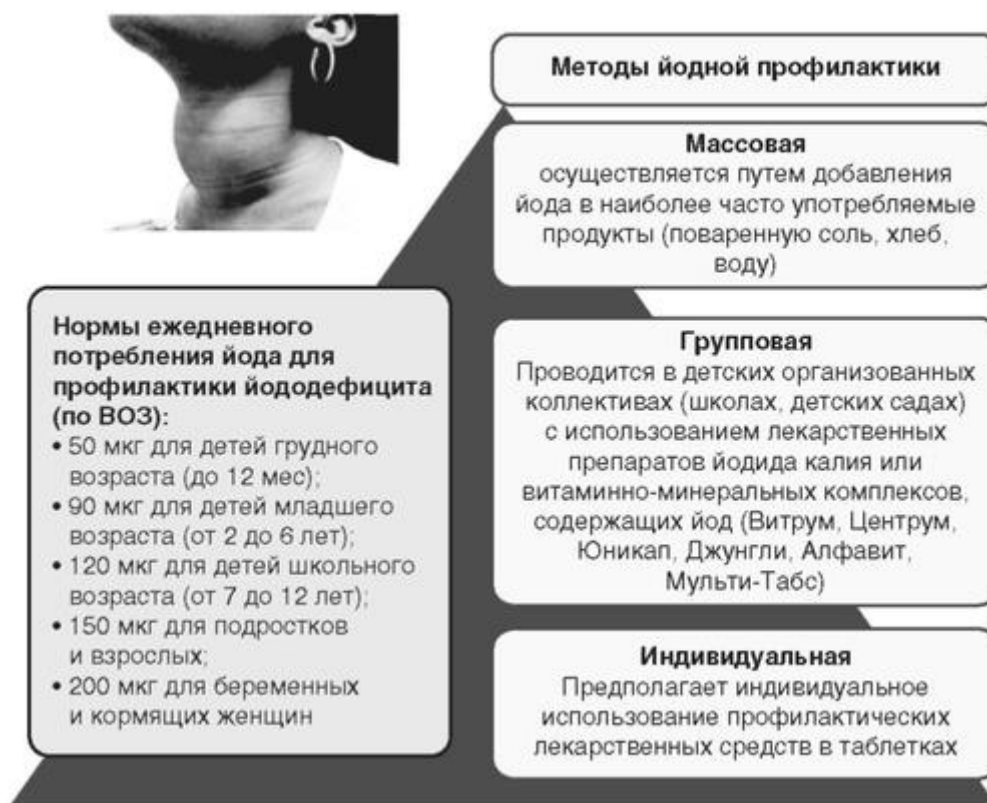 Методы йодной профилактики
Массовая
осуществляется путем добавления
йода в наиболее часто употребляемые
продукты (поваренную соль, хлеб,
воду)
Нормы ежедневного
потребления йода для
профилактики йододефицита
(по ВОЗ):
• 50 мкг для детей грудного
возраста (до 12 мес);
• 90 мкг для детей младшего
возраста (от 2 до 6 лет);
• 120 мкг для детей школьного
возраста (от 7 до 12 лет);
• 150 мкг для подростков
и взрослых;
• 200 мкг для беременных
и кормящих женщин
Групповая
Проводится в детских организованных
коллективах (школах, детских садах)
с использованием лекарственных
препаратов йодида калия или
витаминно-минеральных комплексов,
содержащих йод (Витрум, Центрум,
Юникап, Джунгли, Алфавит,
Мульти-Табс)
Индивидуальная
Предполагает индивидуальное
использование профилактических
лекарственных средств в таблетках